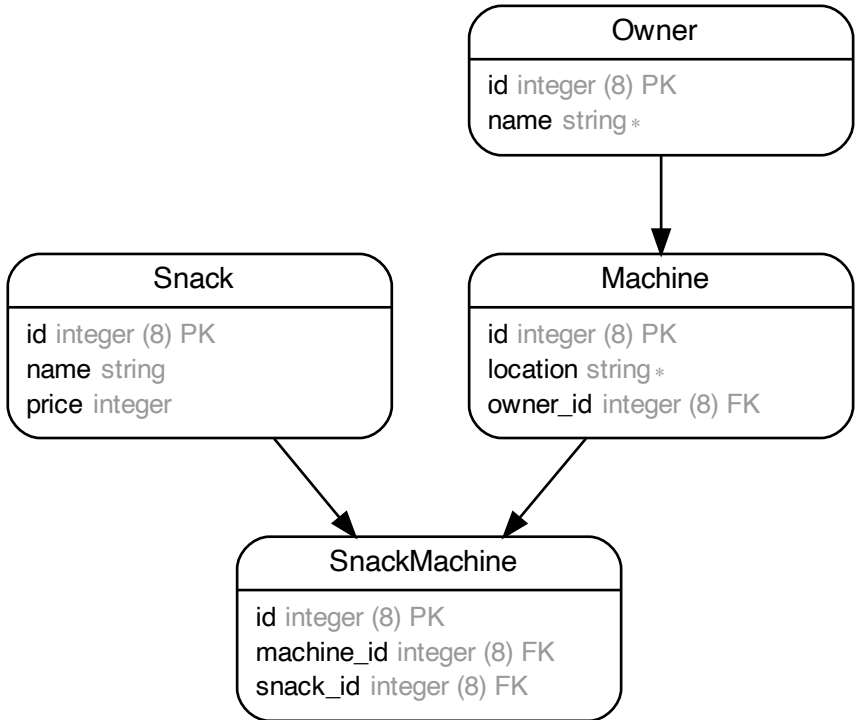 Owner
id integer (8) PK
name string *
Snack
id integer (8) PK
name string
price integer
Machine
id integer (8) PK
location string *
owner_id integer (8) FK
SnackMachine
id integer (8) PK
machine_id integer (8) FK
snack_id integer (8) FK